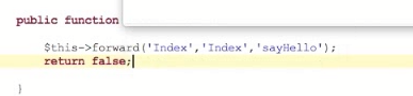 public function
$this->forward('Index','Index','sayHello');
return false;
}